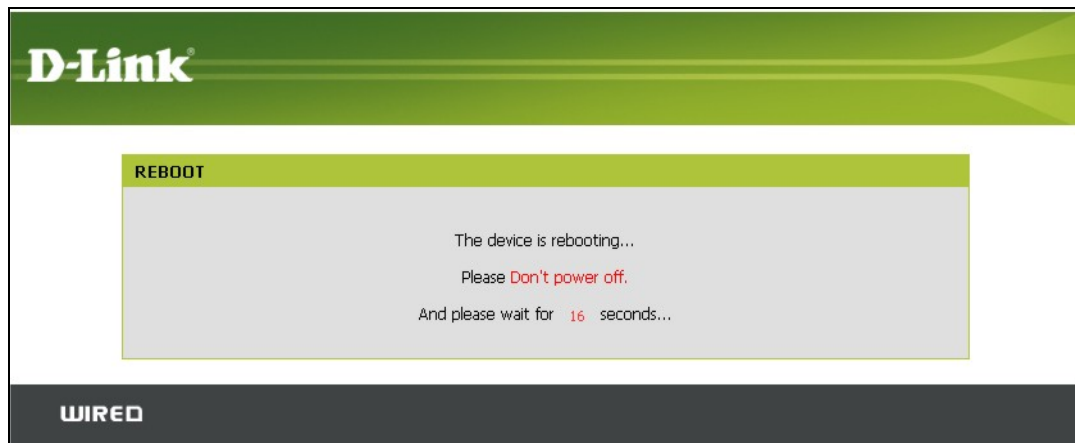 D-Link®
REBOOT
The device is rebooting...
Please Don't power off.
And please wait for 16 seconds...
WIRED